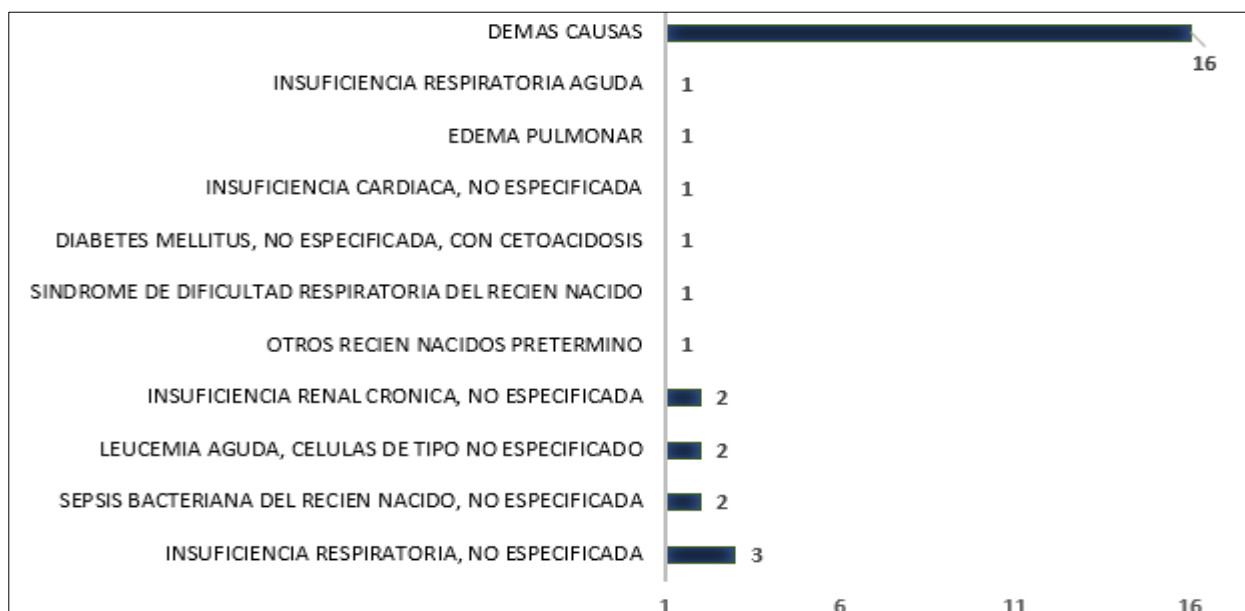 DEMAS CAUSAS
16
INSUFICIENCIA RESPIRATORIA AGUDA 1
EDEMA PULMONAR 1
INSUFICIENCIA CARDIACA, NO ESPECIFICADA 1
DIABETES MELLITUS, NO ESPECIFICADA, CON CETOACIDOSIS 1
SINDROME DE DIFICULTAD RESPIRATORIA DEL RECIEN NACIDO 1
OTROS RECIEN NACIDOS PRETERMINO 1
INSUFICIENCIA RENAL CRONICA, NO ESPECIFICADA 2
LEUCEMIA AGUDA, CELULAS DE TIPO NO ESPECIFICADO 2
SEPSIS BACTERIANA DEL RECIEN NACIDO, NO ESPECIFICADA 2
INSUFICIENCIA RESPIRATORIA, NO ESPECIFICADA 3
1 6 11 16